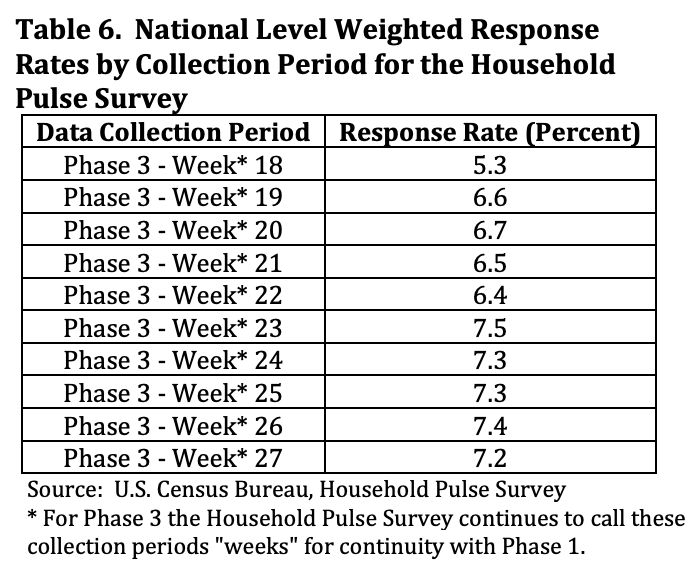 Table 6.  National Level Weighted Response
Rates by Collection Period for the Household
Pulse Survey
Data Collection Period Response Rate (Percent)
Phase 3 - Week* 18 5.3
Phase 3 - Week* 19 6.6
Phase 3 - Week* 20 6.7
Phase 3 - Week* 21 6.5
Phase 3 - Week* 22 6.4
Phase 3 - Week* 23 7.5
Phase 3 - Week* 24 7.3
Phase 3 - Week* 25 7.3
Phase 3 - Week* 26 7.4
Phase 3 - Week* 27 7.2
Source:  U.S. Census Bureau, Household Pulse Survey
* For Phase 3 the Household Pulse Survey continues to call these
collection periods "weeks" for continuity with Phase 1.